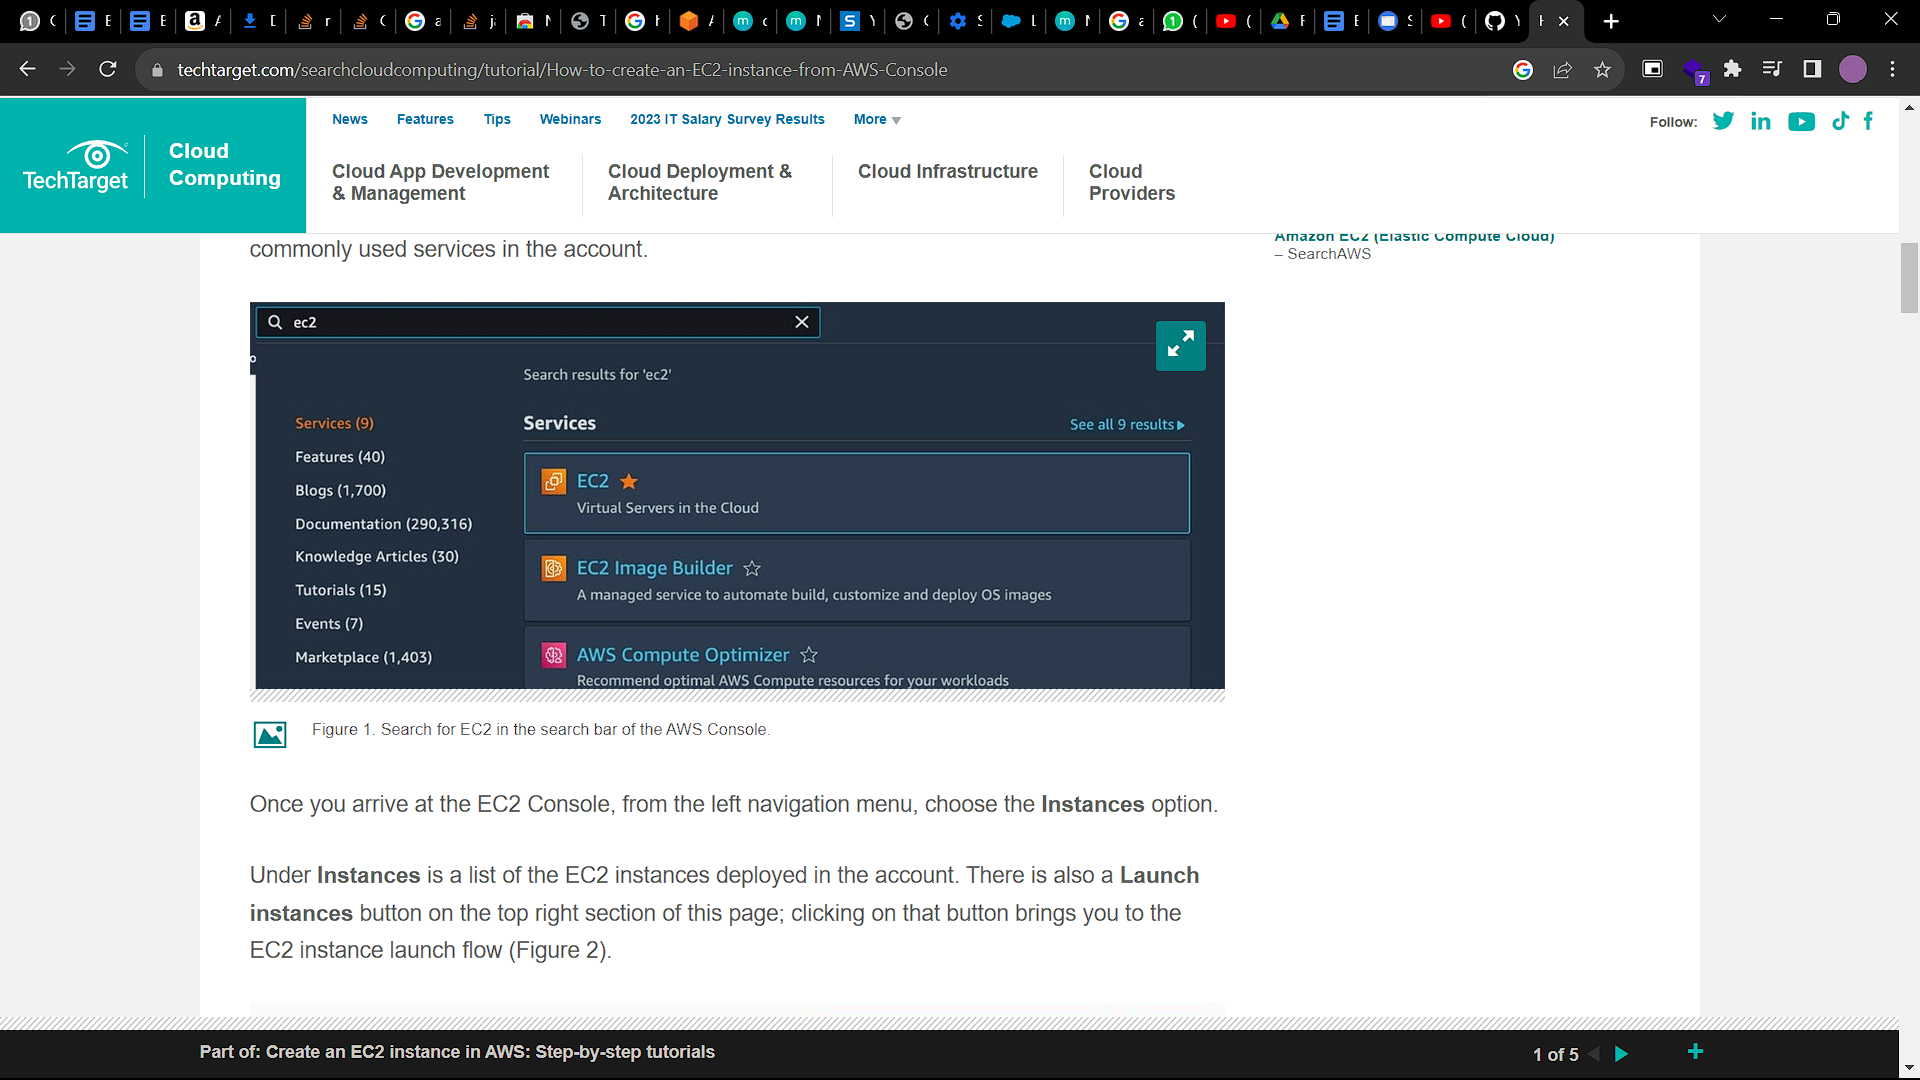 7
techtarget.com/searchcloudcomputing/tutorial/How-to-create-an-EC2-instance-from-AWS-Console
TechTarget
Cloud
Computing
News Features Tips Webinars 2023 IT Salary Survey Results More
Follow:
Cloud App Development
& Management
Cloud Deployment &
Architecture
Cloud Infrastructure
Cloud
Providers
commonly used services in the account.
Amazon EC2 (Elastic Compute Cloud)
– SearchAWS
ec2
Search results for 'ec2'
Services (9)
Features (40)
Blogs (1,700)
Documentation (290,316)
Knowledge Articles (30)
Tutorials (15)
Events (7)
Marketplace (1,403)
Services
See all 9 results
EC2
Virtual Servers in the Cloud
EC2 Image Builder
A managed service to automate build, customize and deploy OS images
AWS Compute Optimizer
Recommend optimal AWS Compute resources for your workloads
Figure 1. Search for EC2 in the search bar of the AWS Console.
Once you arrive at the EC2 Console, from the left navigation menu, choose the Instances option.
Under Instances is a list of the EC2 instances deployed in the account. There is also a Launch
instances button on the top right section of this page; clicking on that button brings you to the
EC2 instance launch flow (Figure 2).
Part of: Create an EC2 instance in AWS: Step-by-step tutorials
1 of 5